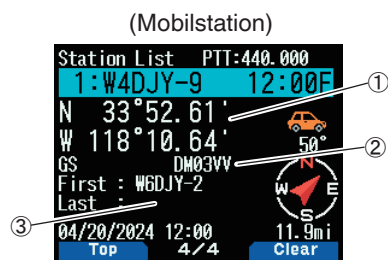 (Mobilstation)
Station List PTT:440.000
1:W4DJY-9 12:00F
N 33°52.61'
①
W 118°10.64'
50°
GS DM03VV
②
First : W6DJY-2
N
W E
S
Last :
③
04/20/2024 12:00 11.9mi
Top 4/4 Clear